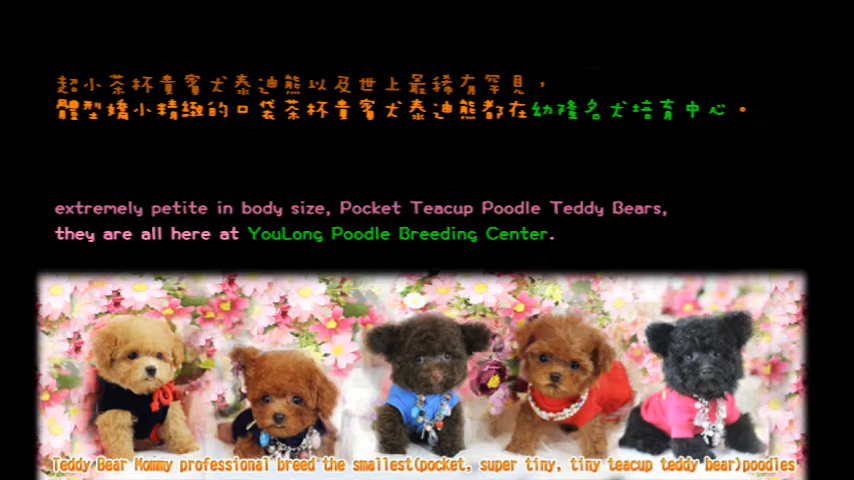 超小茶杯貴賓犬泰迪熊以及世上最稀有罕見，
體型矯小精緻的口袋茶杯貴賓犬泰迪熊都在幼隆名犬培育中心。
extremely petite in body size, Pocket Teacup Poodle Teddy Bears,
they are all here at YouLong Poodle Breeding Center.
Teddy Bear Mommy professional breed the smallest(pocket, super tiny, tiny teacup teddy bear)poodles